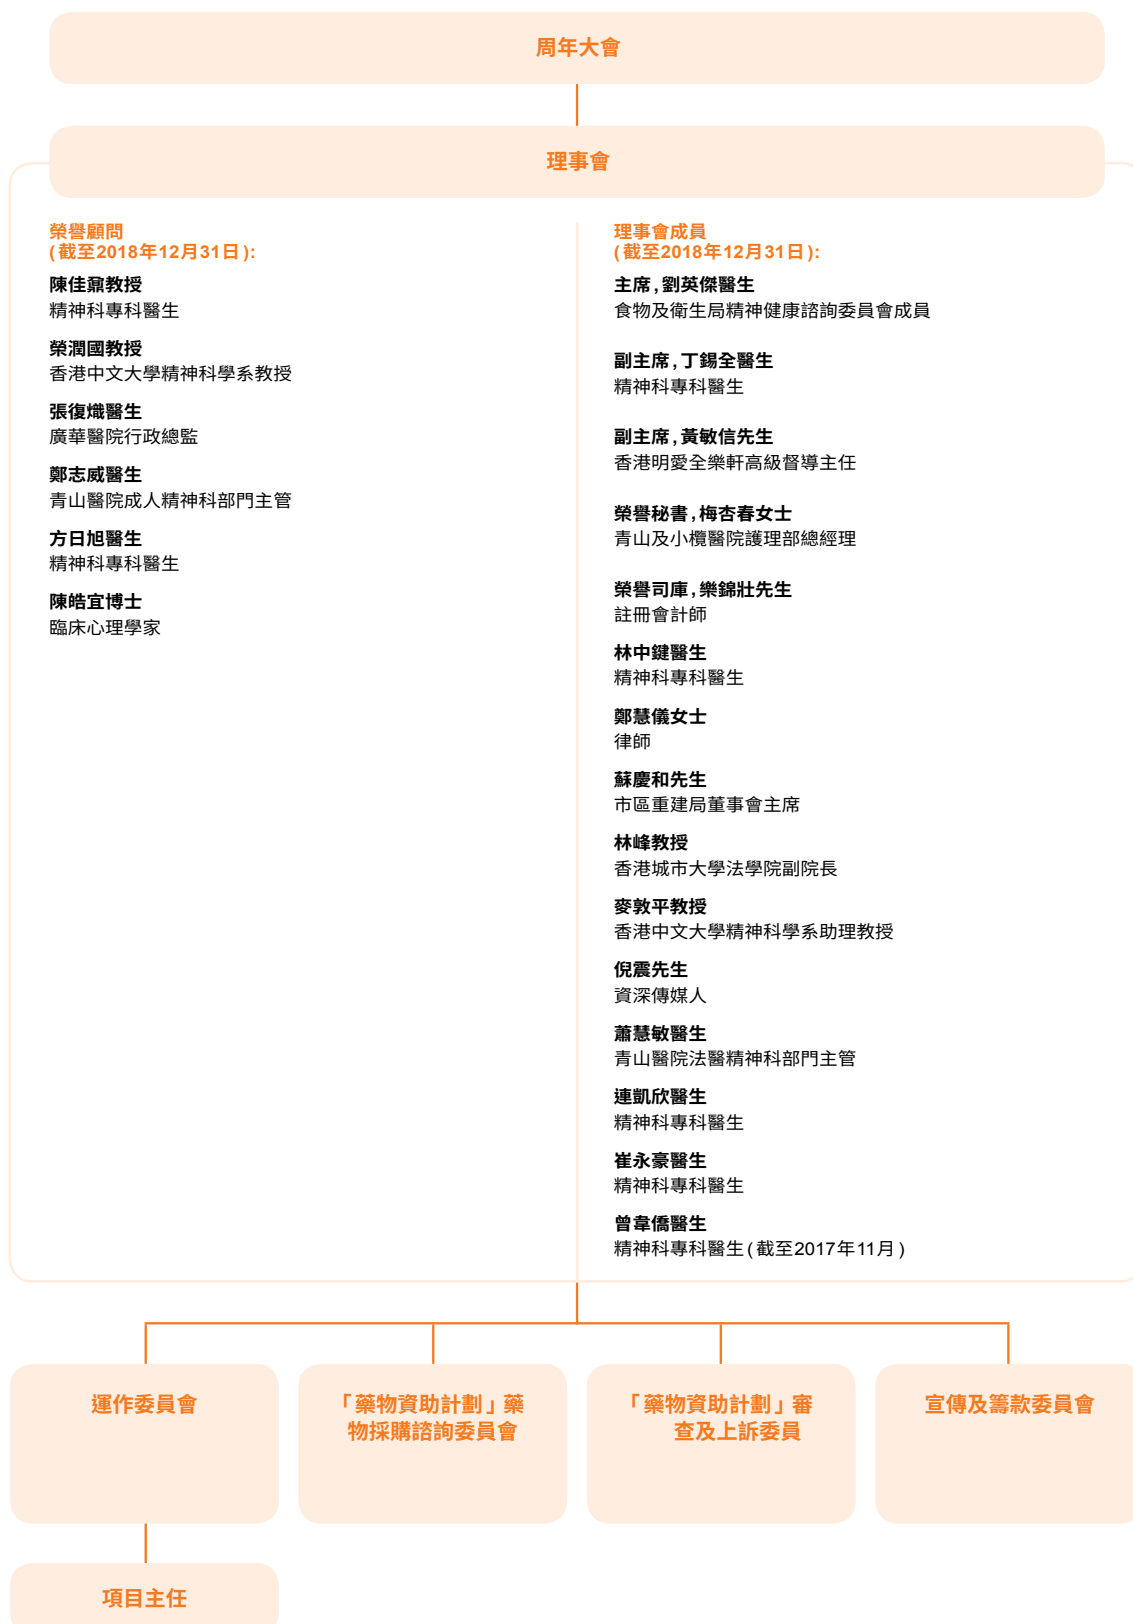 周年大會
理事會
榮譽顧問
(截至2018年12月31日):
陳佳鼐教授
精神科專科醫生
榮潤國教授
香港中文大學精神科學系教授
張復熾醫生
廣華醫院行政總監
鄭志威醫生
青山醫院成人精神科部門主管
方日旭醫生
精神科專科醫生
陳皓宜博士
臨床心理學家
理事會成員
(截至2018年12月31日):
主席,劉英傑醫生
食物及衛生局精神健康諮詢委員會成員
副主席,丁錫全醫生
精神科專科醫生
副主席,黃敏信先生
香港明愛全樂軒高級督導主任
榮譽秘書,梅杏春女士
青山及小欖醫院護理部總經理
榮譽司庫,樂錦壯先生
註冊會計師
林中鍵醫生
精神科專科醫生
鄭慧儀女士
律師
蘇慶和先生
市區重建局董事會主席
林峰教授
香港城市大學法學院副院長
麥敦平教授
香港中文大學精神科學系助理教授
倪震先生
資深傳媒人
蕭慧敏醫生
青山醫院法醫精神科部門主管
連凱欣醫生
精神科專科醫生
崔永豪醫生
精神科專科醫生
曾韋僑醫生
精神科專科醫生(截至2017年11月)
運作委員會
「藥物資助計劃」藥
物採購諮詢委員會
「藥物資助計劃」審
查及上訴委員
宣傳及籌款委員會
項目主任